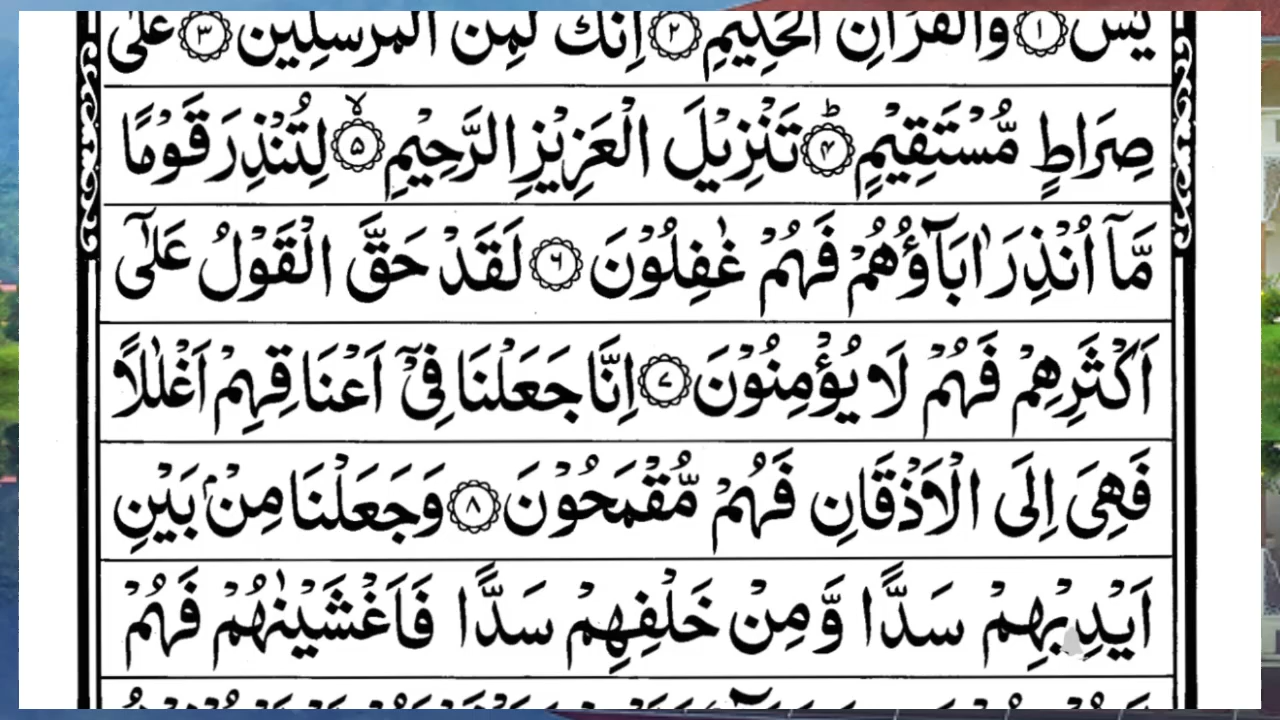 يٰسٓ ﴿١﴾ وَالْقُرْاٰنِ الْحَكِيْمِ ﴿٢﴾ اِنَّكَ لَمِنَ الْمُرْسَلِيْنَ ﴿٣﴾ عَلٰى
صِرَاطٍ مُّسْتَقِيْمٍ ﴿٤﴾ؕ تَنْزِيْلَ الْعَزِيْزِ الرَّحِيْمِ ﴿٥﴾ۙ لِتُنْذِرَ قَوْمًا
مَّآ اُنْذِرَ اٰبَآؤُهُمْ فَهُمْ غٰفِلُوْنَ ﴿٦﴾ لَقَدْ حَقَّ الْقَوْلُ عَلٰٓى
اَكْثَرِهِمْ فَهُمْ لَا يُؤْمِنُوْنَ ﴿٧﴾ اِنَّا جَعَلْنَا فِيْٓ اَعْنَاقِهِمْ اَغْلٰلًا
فَهِيَ اِلَى الْاَذْقَانِ فَهُمْ مُّقْمَحُوْنَ ﴿٨﴾ وَجَعَلْنَا مِنْۢ بَيْنِ
اَيْدِيْهِمْ سَدًّا وَّمِنْ خَلْفِهِمْ سَدًّا فَاَغْشَيْنٰهُمْ فَهُمْ